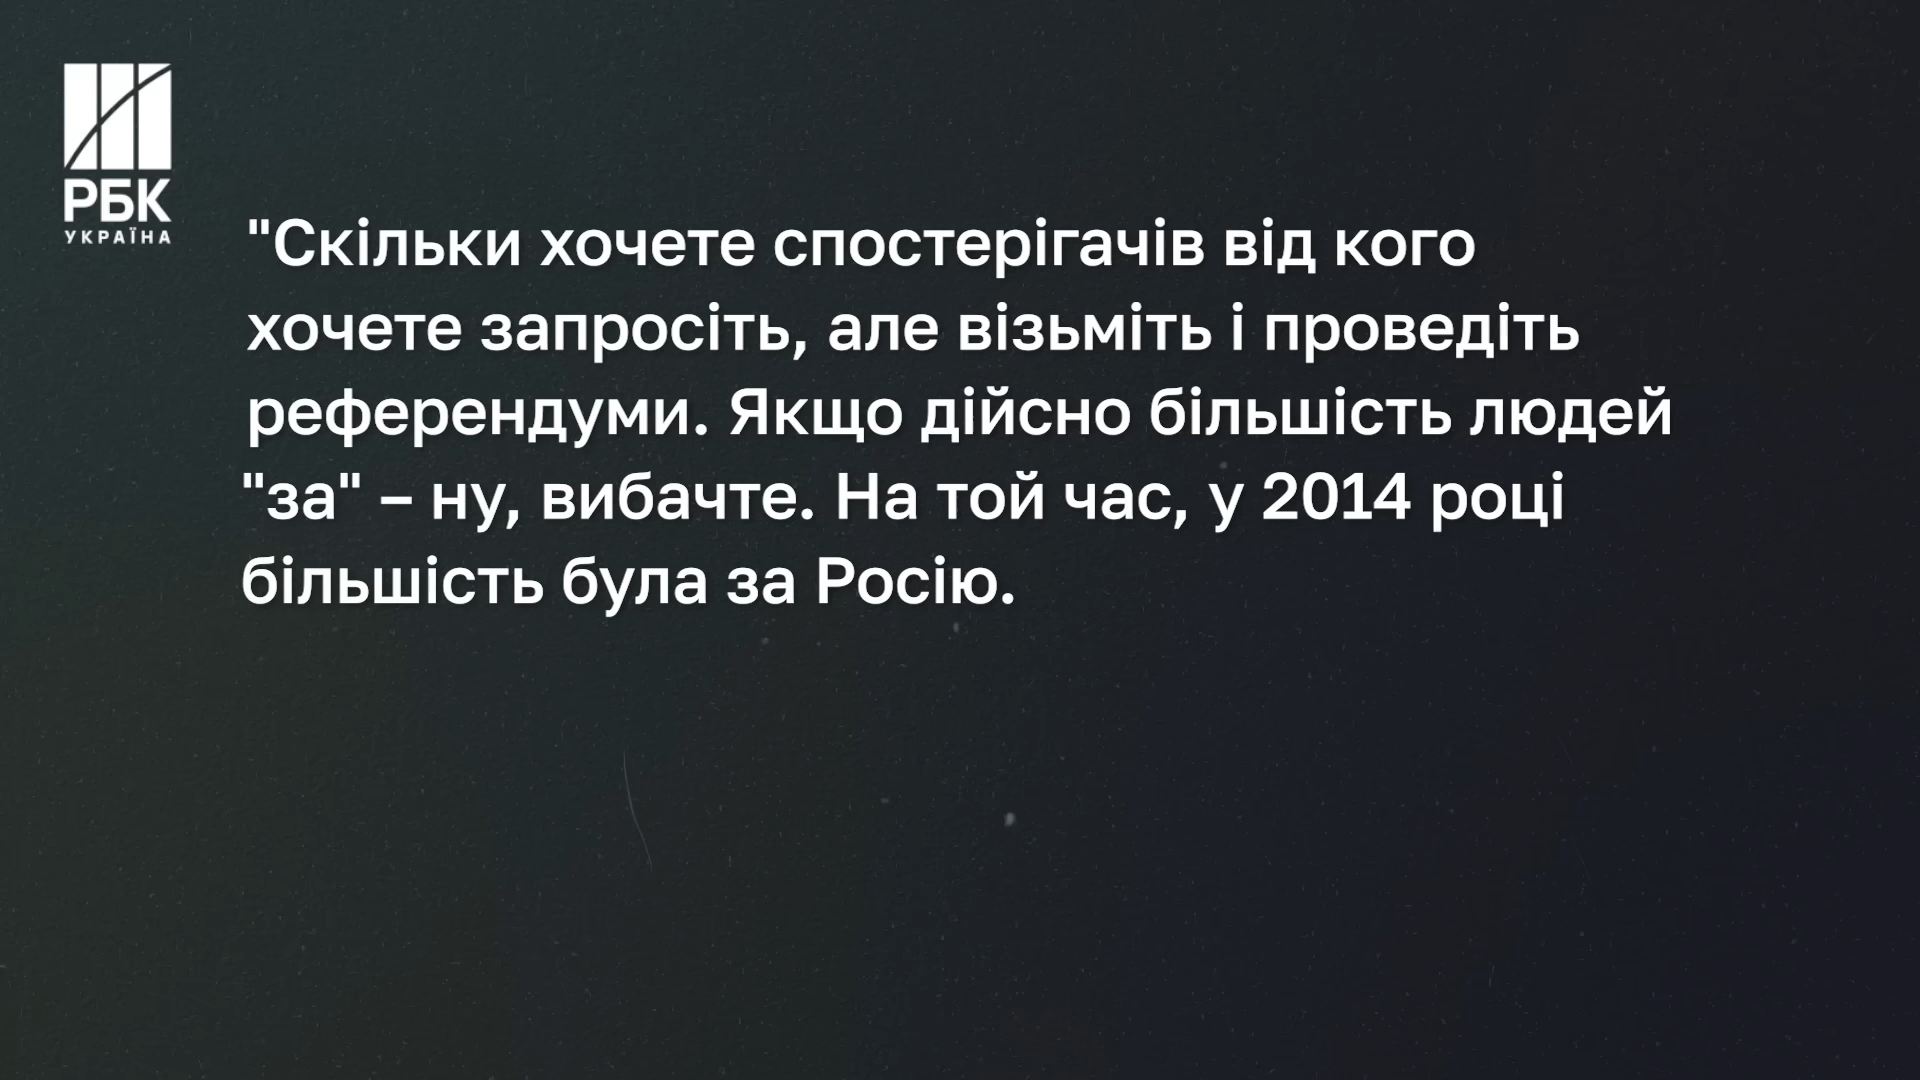 РБК
УКРАЇНА
"Скільки хочете спостерігачів від кого
хочете запросіть, але візьміть і проведіть
референдуми. Якщо дійсно більшість людей
"за" – ну, вибачте. На той час, у 2014 році
більшість була за Росію.